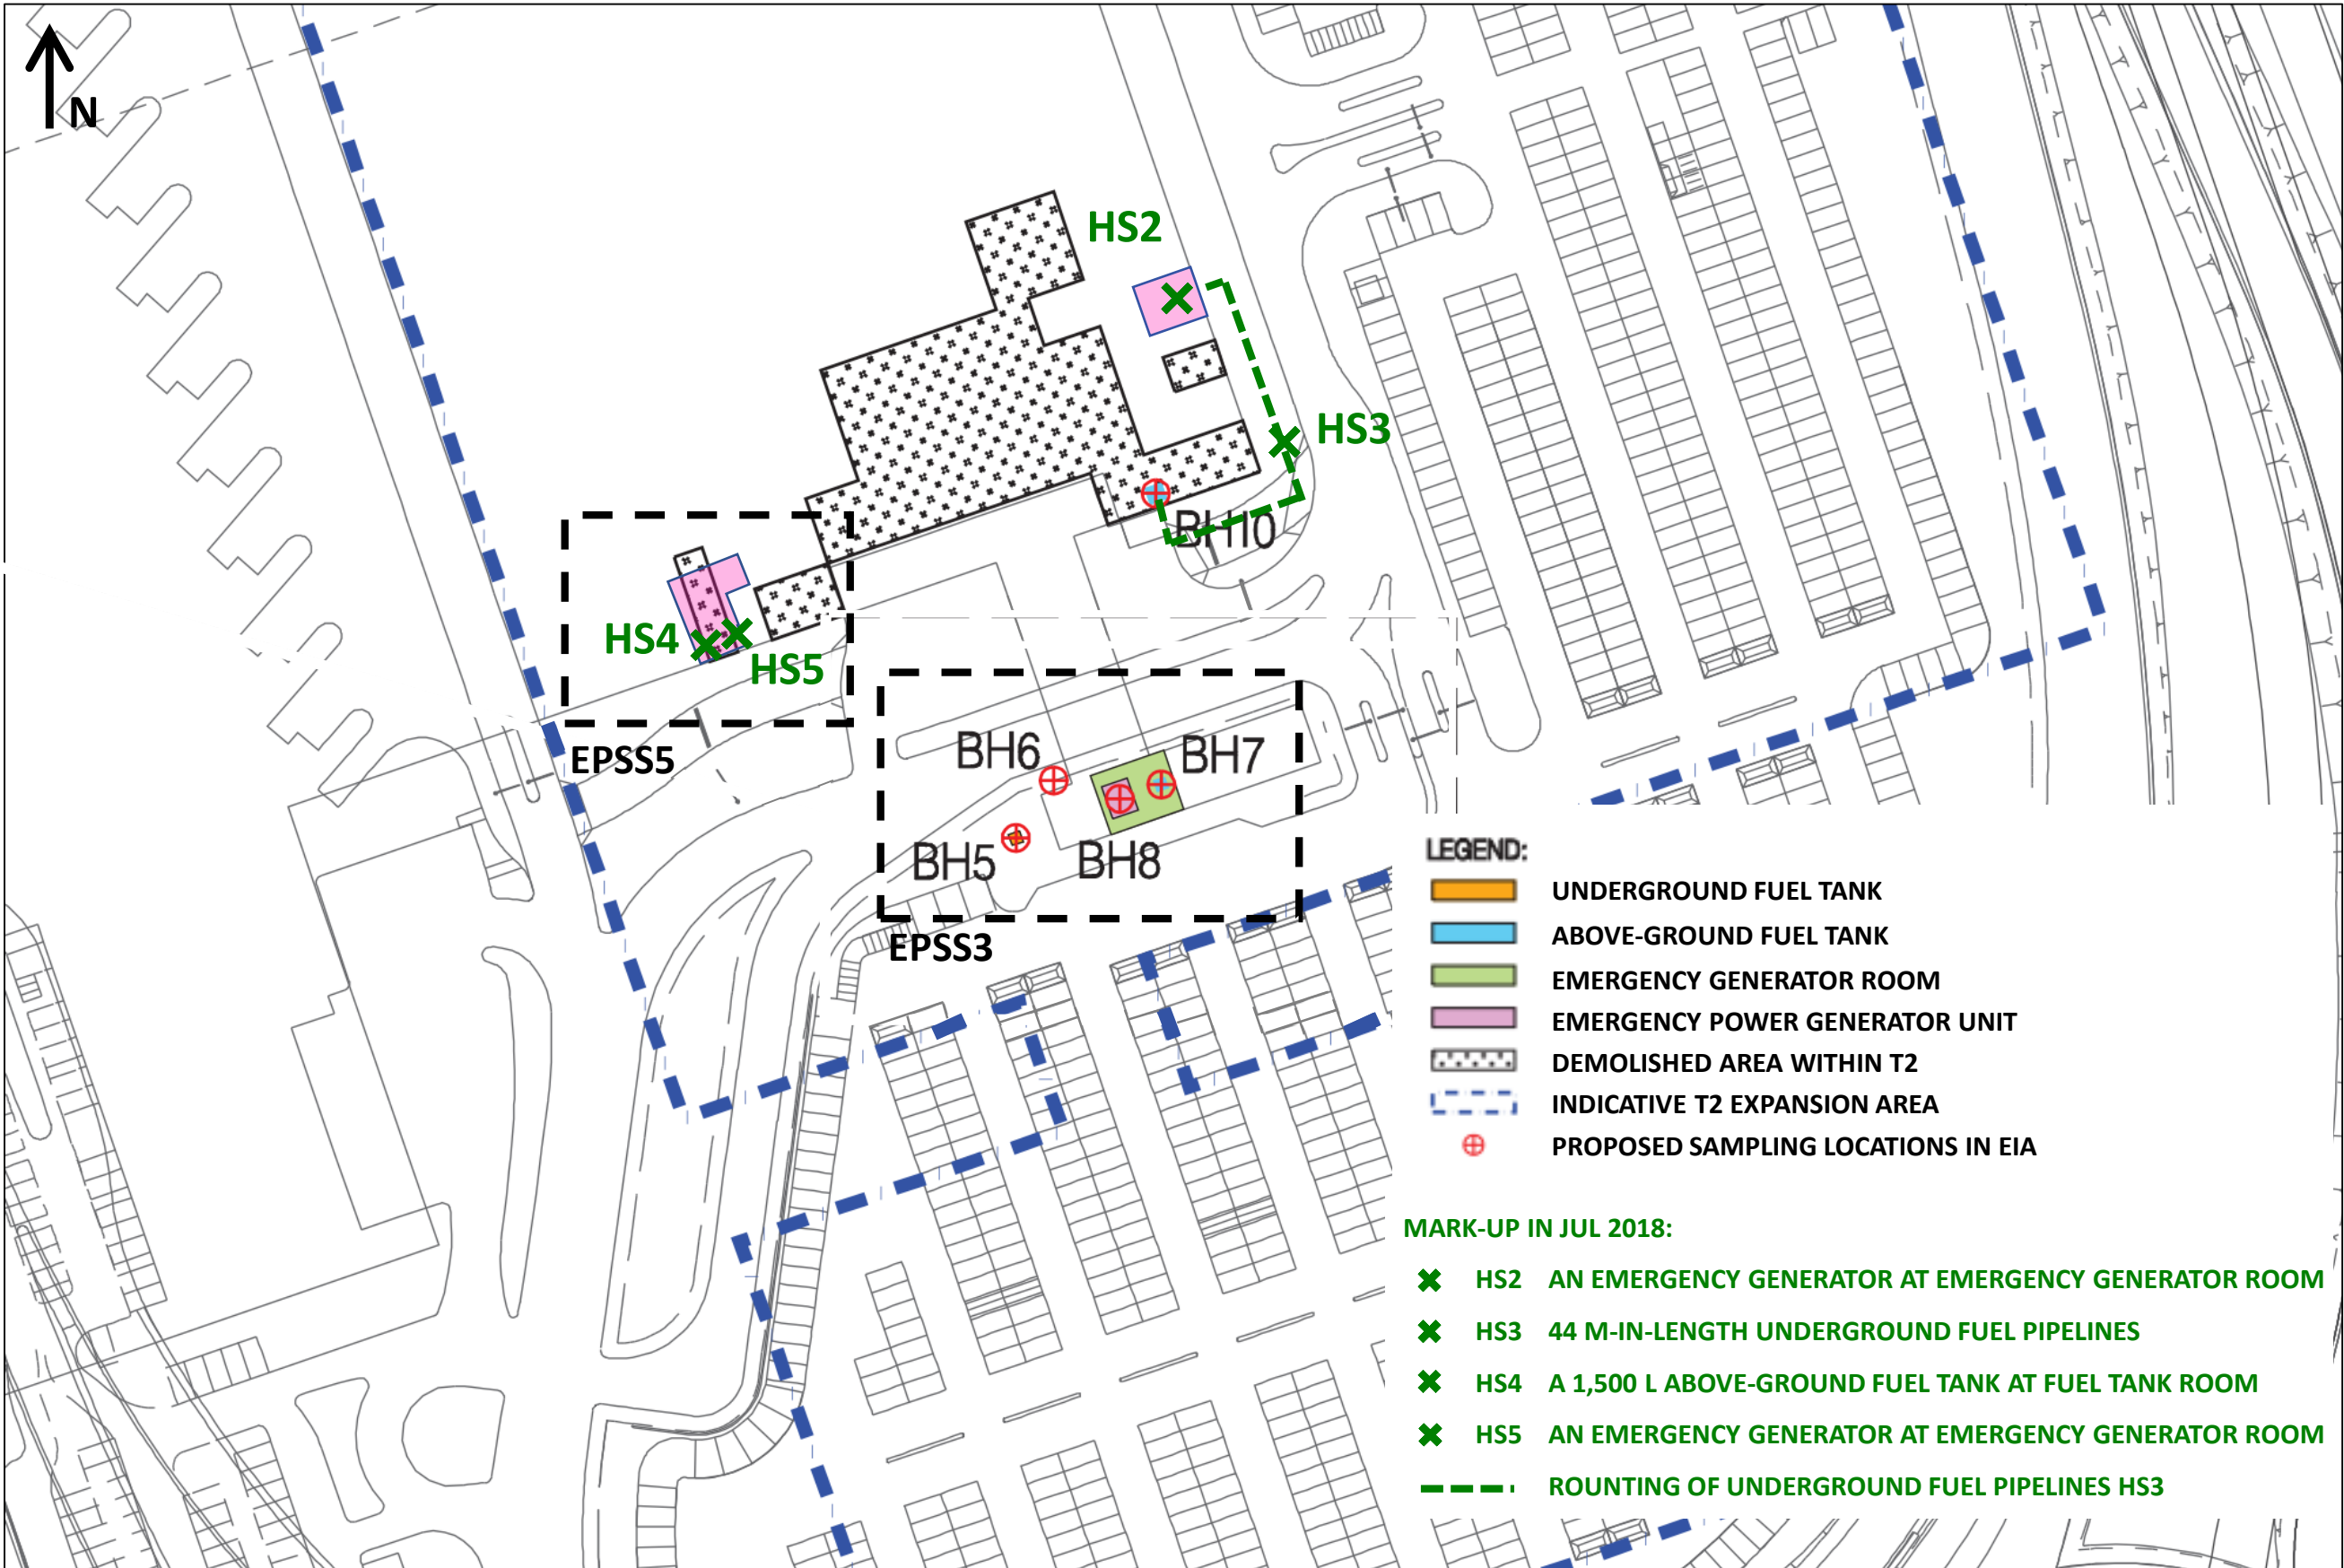 N
HS2
HS3
BH10
HS4
HS5
EPSS5
BH6
BH7
BH5
BH8
EPSS3
LEGEND:
UNDERGROUND FUEL TANK
ABOVE-GROUND FUEL TANK
EMERGENCY GENERATOR ROOM
EMERGENCY POWER GENERATOR UNIT
DEMOLISHED AREA WITHIN T2
INDICATIVE T2 EXPANSION AREA
PROPOSED SAMPLING LOCATIONS IN EIA
MARK-UP IN JUL 2018:
HS2 AN EMERGENCY GENERATOR AT EMERGENCY GENERATOR ROOM
HS3 44 M-IN-LENGTH UNDERGROUND FUEL PIPELINES
HS4 A 1,500 L ABOVE-GROUND FUEL TANK AT FUEL TANK ROOM
HS5 AN EMERGENCY GENERATOR AT EMERGENCY GENERATOR ROOM
ROUNTING OF UNDERGROUND FUEL PIPELINES HS3